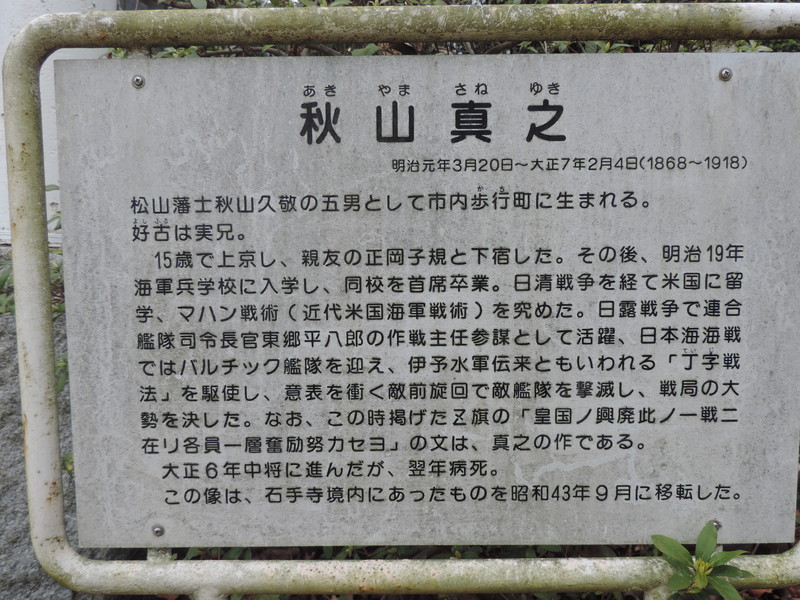 あき やま さね ゆき
秋山真之
明治元年3月20日～大正7年2月4日(1868～1918)
松山藩士秋山久敬の五男として市内歩行町に生まれる。
好古は実兄。
15歳で上京し、親友の正岡子規と下宿した。その後、明治19年
海軍兵学校に入学し、同校を首席卒業。日清戦争を経て米国に留
学、マハン戦術(近代米国海軍戦術)を究めた。日露戦争で連合
艦隊司令長官東郷平八郎の作戦主任参謀として活躍、日本海海戦
ではバルチック艦隊を迎え、伊予水軍伝来ともいわれる「丁字戦
法」を駆使し、意表を衝く敵前旋回で敵艦隊を撃滅し、戦局の大
勢を決した。なお、この時掲げたZ旗の「皇国ノ興廃此ノ一戦ニ
在リ各員一層奮励努力セヨ」の文は、真之の作である。
大正6年中将に進んだが、翌年病死。
この像は、石手寺境内にあったものを昭和43年9月に移転した。